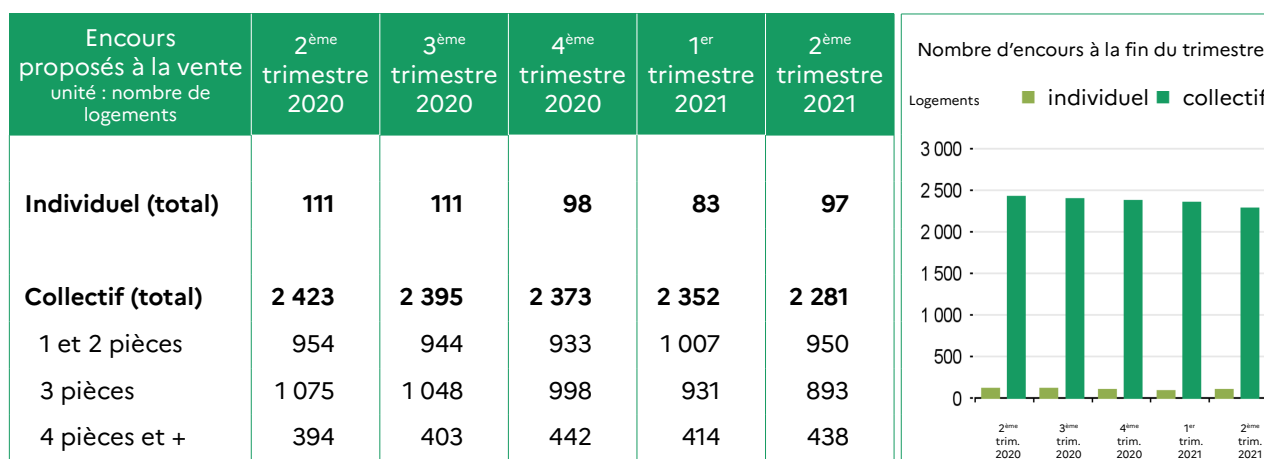 Encours
proposés à la vente
unité : nombre de
logements
2ème
trimestre
2020
3ème
trimestre
2020
4ème
trimestre
2020
1er
trimestre
2021
2ème
trimestre
2021
Individuel (total) 111 111 98 83 97
Collectif (total) 2 423 2 395 2 373 2 352 2 281
1 et 2 pièces 954 944 933 1 007 950
3 pièces 1 075 1 048 998 931 893
4 pièces et + 394 403 442 414 438
Nombre d'encours à la fin du trimestre
Logements individuel collectif
3 000
2 500
2 000
1 500
1 000
500
0
2ème
trim.
2020
3ème
trim.
2020
4ème
trim.
2020
1er
trim.
2021
2ème
trim.
2021